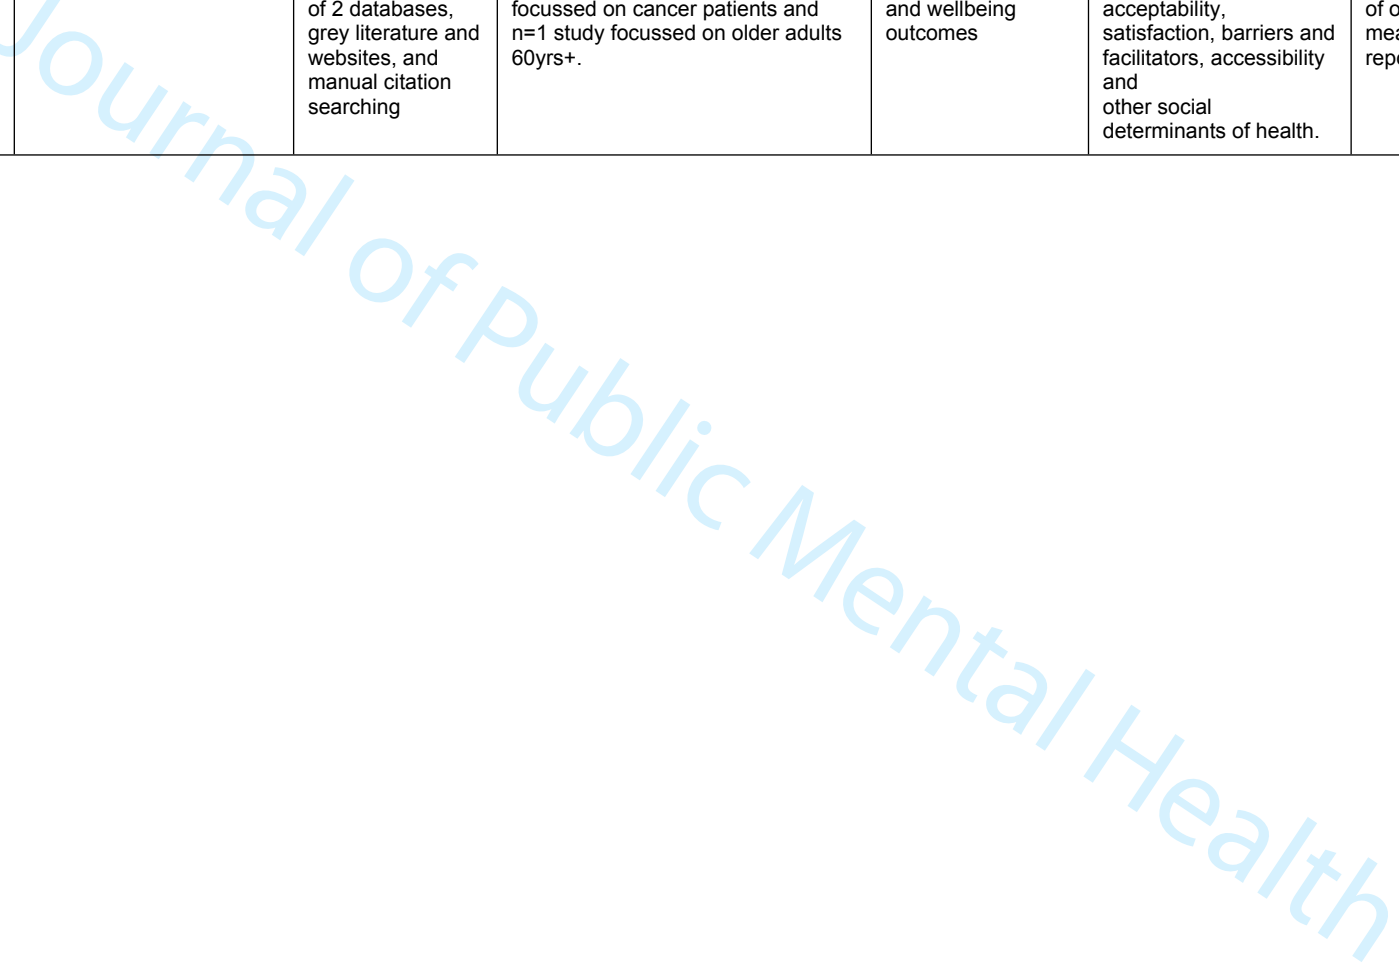 of 2 databases,
grey literature and
websites, and
manual citation
searching
focussed on cancer patients and
n=1 study focussed on older adults
60yrs+.
and wellbeing
outcomes
acceptability,
satisfaction, barriers and
facilitators, accessibility
and
other social
determinants of health.
of
Journal of Public Mental Health